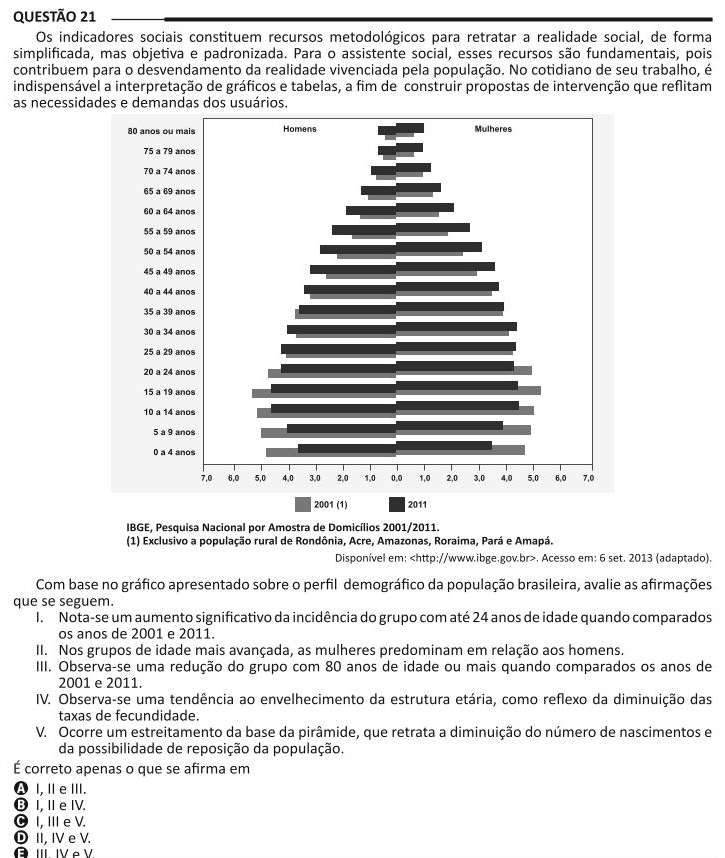 QUESTÃO 21
Os indicadores sociais constituem recursos metodológicos para retratar a realidade social, de forma
simplificada, mas objetiva e padronizada. Para o assistente social, esses recursos são fundamentais, pois
contribuem para o desvendamento da realidade vivenciada pela população. No cotidiano de seu trabalho, é
indispensável a interpretação de gráficos e tabelas, a fim de construir propostas de intervenção que reflitam
as necessidades e demandas dos usuários.
Homens Mulheres
80 anos ou mais
75 a 79 anos
70 a 74 anos
65 a 69 anos
60 a 64 anos
55 a 59 anos
50 a 54 anos
45 a 49 anos
40 a 44 anos
35 a 39 anos
30 a 34 anos
25 a 29 anos
20 a 24 anos
15 a 19 anos
10 a 14 anos
5 a 9 anos
0 a 4 anos
7,0 6,0 5,0 4,0 3,0 2,0 1,0 0,0 1,0 2,0 3,0 4,0 5,0 6,0 7,0
2001 (1) 2011
IBGE, Pesquisa Nacional por Amostra de Domicílios 2001/2011.
(1) Exclusivo a população rural de Rondônia, Acre, Amazonas, Roraima, Pará e Amapá.
Disponível em: <http://www.ibge.gov.br>. Acesso em: 6 set. 2013 (adaptado).
Com base no gráfico apresentado sobre o perfil demográfico da população brasileira, avalie as afirmações
que se seguem.
I. Nota-se um aumento significativo da incidência do grupo com até 24 anos de idade quando comparados
os anos de 2001 e 2011.
II. Nos grupos de idade mais avançada, as mulheres predominam em relação aos homens.
III. Observa-se uma redução do grupo com 80 anos de idade ou mais quando comparados os anos de
2001 e 2011.
IV. Observa-se uma tendência ao envelhecimento da estrutura etária, como reflexo da diminuição das
taxas de fecundidade.
V. Ocorre um estreitamento da base da pirâmide, que retrata a diminuição do número de nascimentos e
da possibilidade de reposição da população.
É correto apenas o que se afirma em
A I, II e III.
B I, II e IV.
C I, III e V.
D II, IV e V.
E III, IV e V.